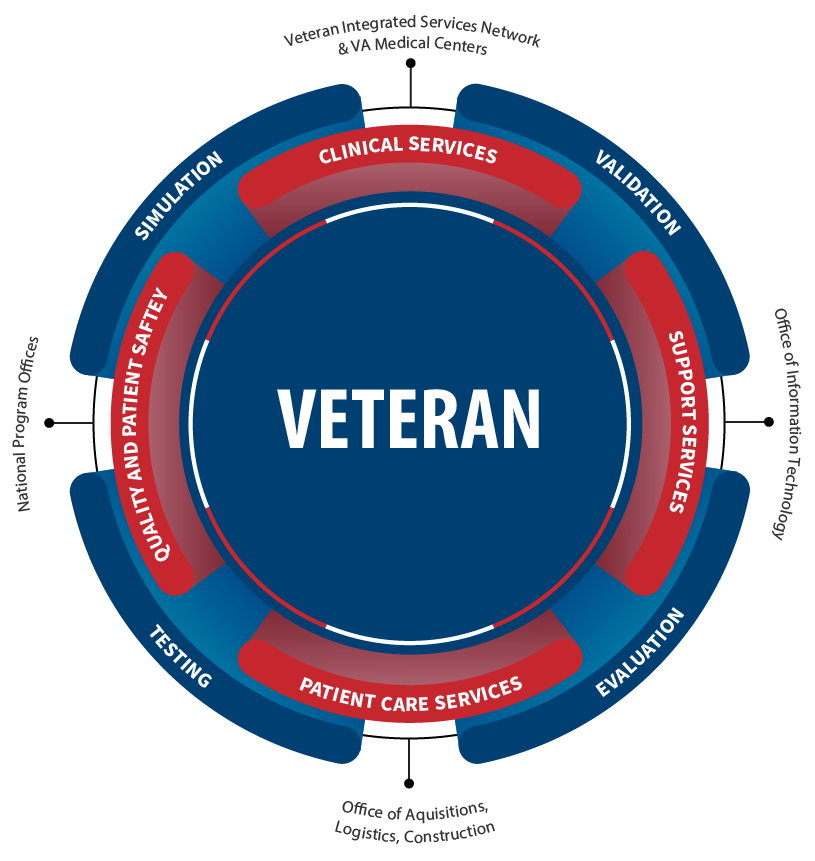 Veteran Integrated Services Network
& VA Medical Centers
SIMULATION
CLINICAL SERVICES
VALIDATION
National Program Offices
QUALITY AND PATIENT SAFTEY
VETERAN
SUPPORT SERVICES
Office of Information Technology
TESTING
PATIENT CARE SERVICES
EVALUATION
Office of Aquisitions,
Logistics, Construction